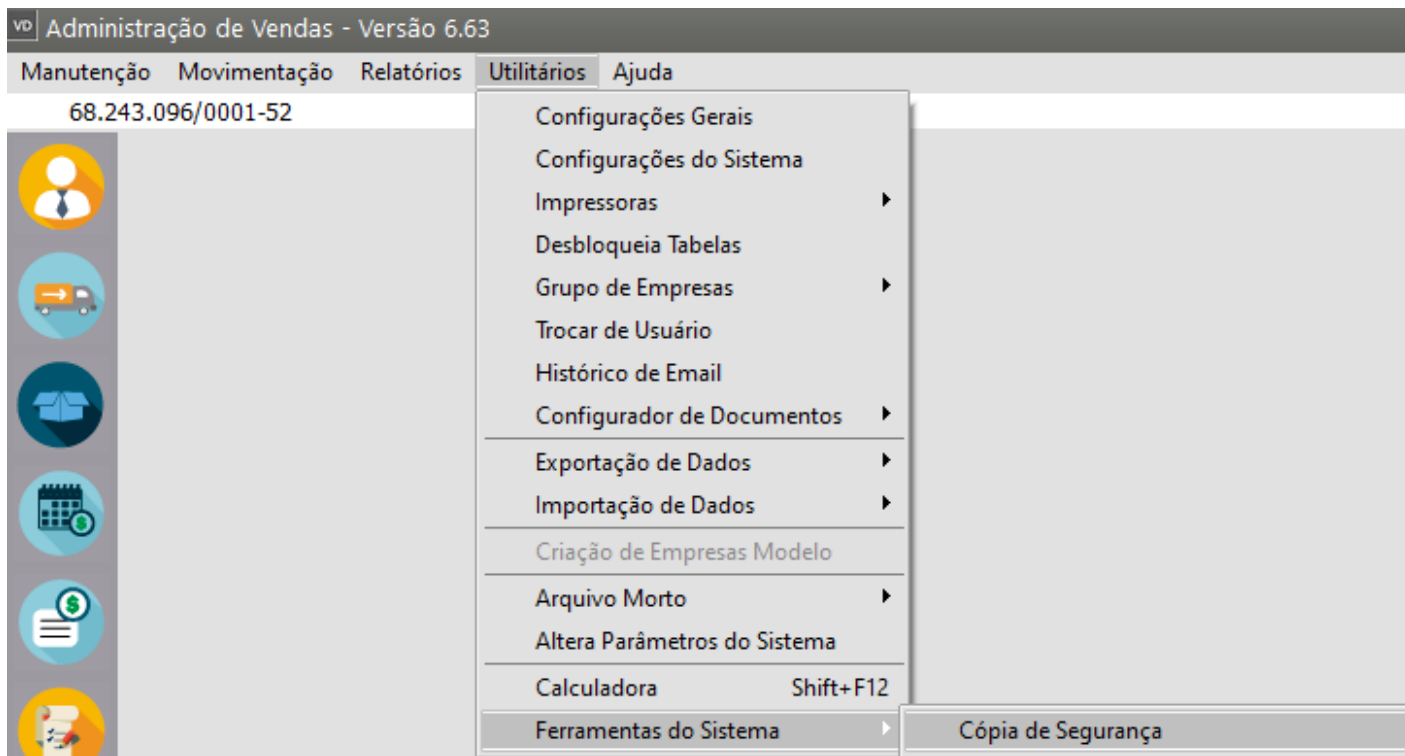 VD Administração de Vendas - Versão 6.63
Manutenção Movimentação Relatórios Utilitários Ajuda
68.243.096/0001-52
Configurações Gerais
Configurações do Sistema
Impressoras
Desbloqueia Tabelas
Grupo de Empresas
Trocar de Usuário
Histórico de Email
Configurador de Documentos
Exportação de Dados
Importação de Dados
Criação de Empresas Modelo
Arquivo Morto
Altera Parâmetros do Sistema
Calculadora Shift+F12
Ferramentas do Sistema Cópia de Segurança